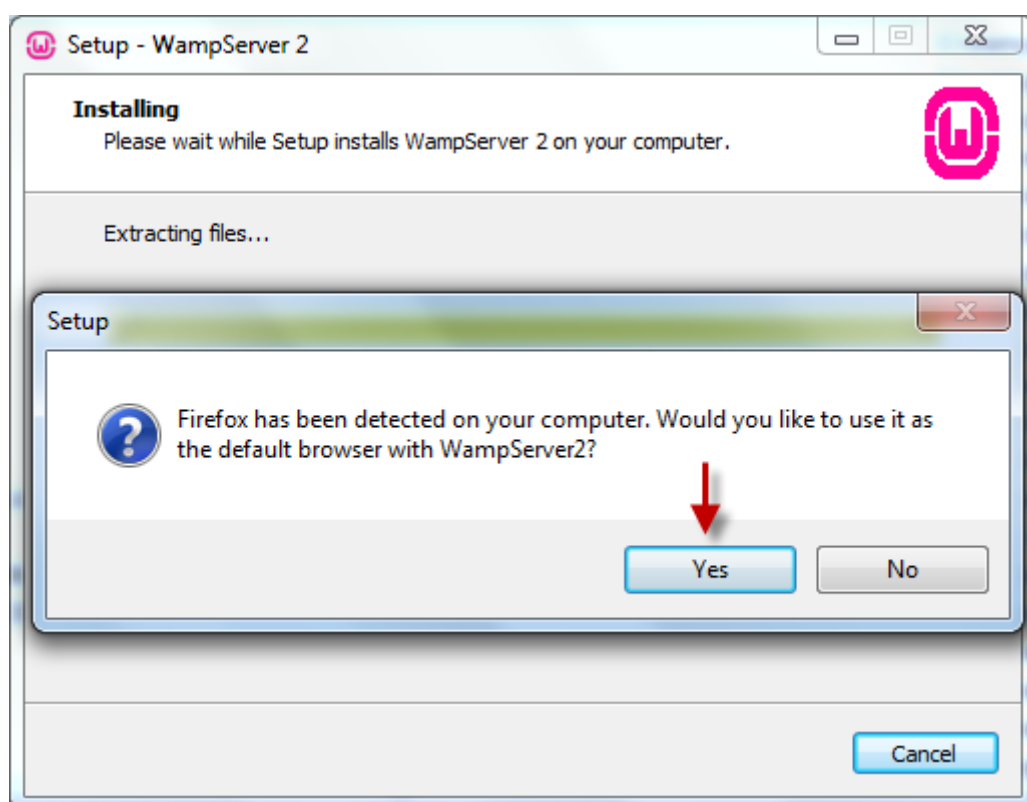 Setup - WampServer 2
Installing
Please wait while Setup installs WampServer 2 on your computer.
Extracting files...
Setup
Firefox has been detected on your computer. Would you like to use it as
the default browser with WampServer2?
Yes No
Cancel